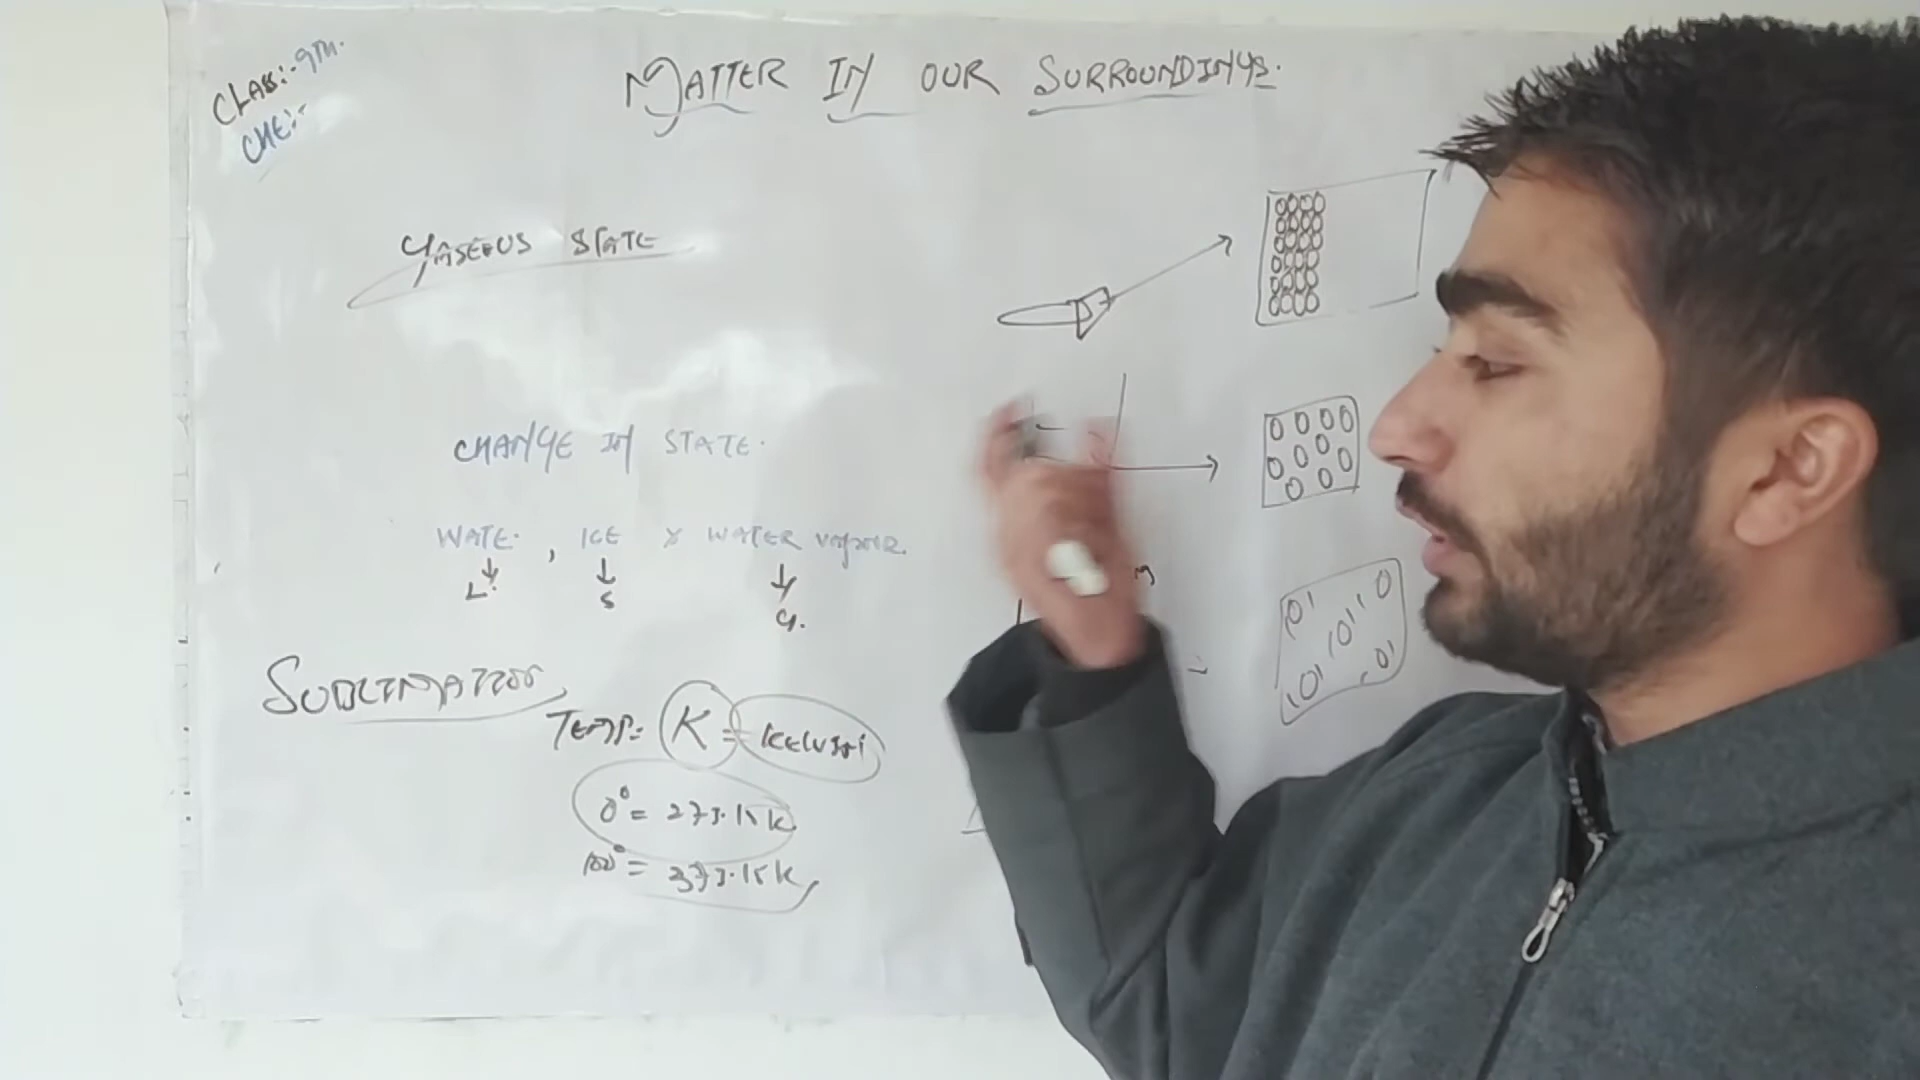 CLASS:- 9TH.
CHE:-
MATTER IN OUR SURROUNDINGS.
GASEOUS STATE
CHANGE IN STATE.
WATE. , ICE & WATER VAPOUR.
L. S G.
SUBLIMATION
TEMP:- K =
0° = 273.15 K
100° = 373.15 K